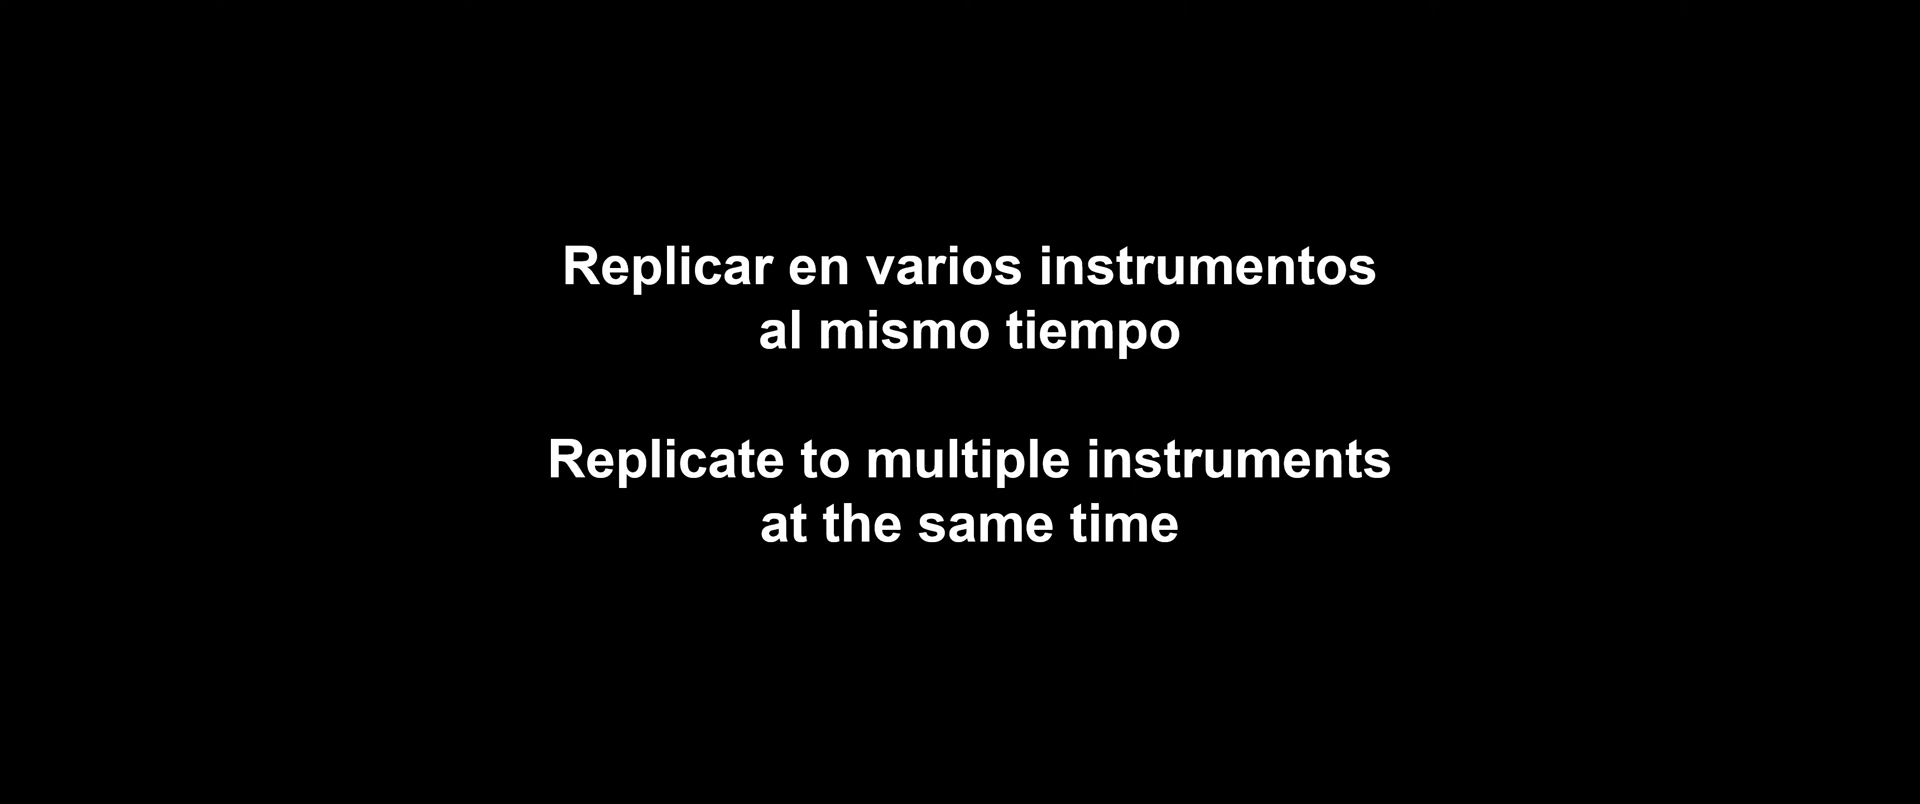 Replicar en varios instrumentos
al mismo tiempo
Replicate to multiple instruments
at the same time